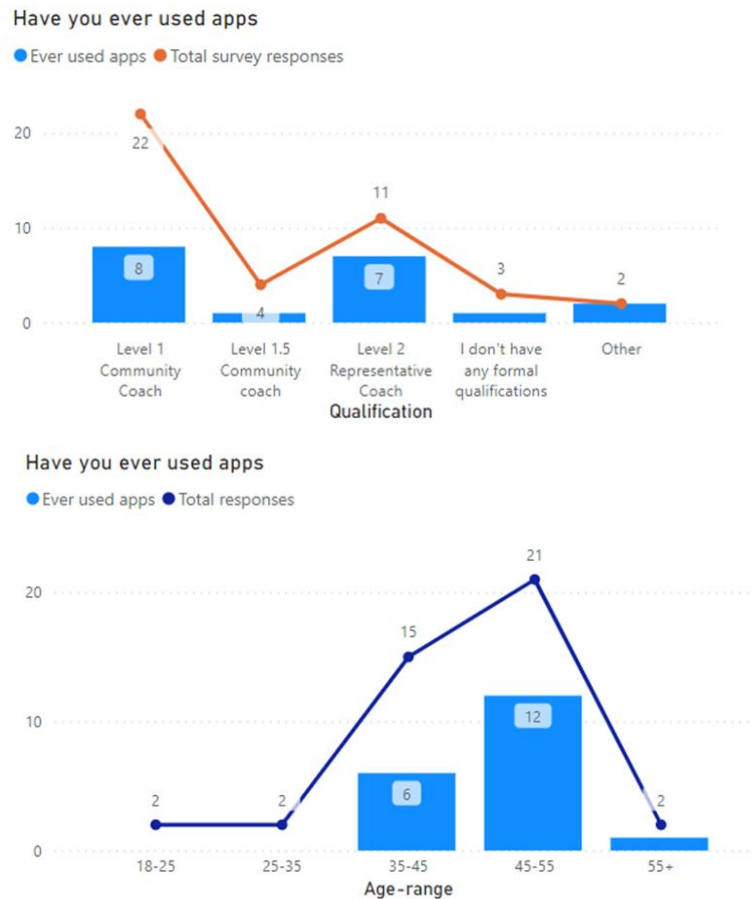 Have you ever used apps
Ever used apps Total survey responses
22
20
11
10
8
7
3
2
4
0
Level 1 Community Coach
Level 1.5 Community coach
Level 2 Representative Coach
I don't have any formal qualifications
Other
Qualification
Have you ever used apps
Ever used apps Total responses
21
20
15
12
10
6
2
2
2
0
18-25 25-35 35-45 45-55 55+
Age-range